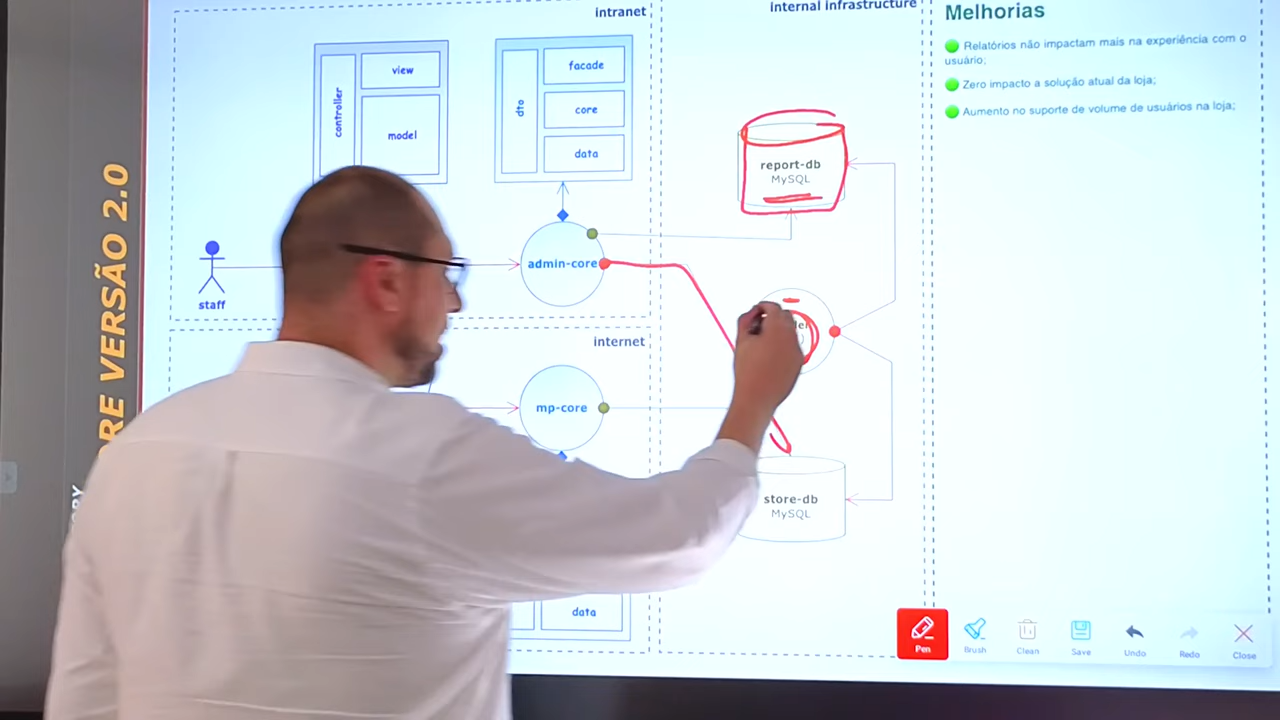 intranet
internal infrastructure
Melhorias
Relatórios não impactam mais na experiência com o
usuário;
Zero impacto a solução atual da loja;
Aumento no suporte de volume de usuários na loja;
controller
view
model
dto
facade
core
data
report-db
MySQL
staff
admin-core
internet
mp-core
store-db
MySQL
data
VERSÃO 2.0
Pen
Brush
Clean
Save
Undo
Redo
Close